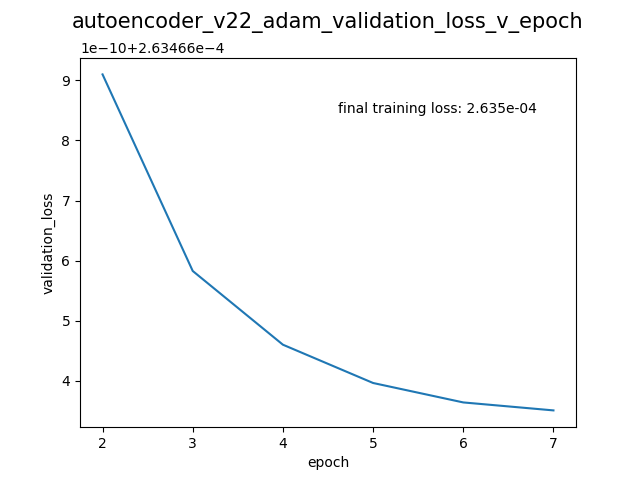 autoencoder_v22_adam_validation_loss_v_epoch
1e−10+2.63466e−4
9
final training loss: 2.635e-04
8
7
validation_loss
6
5
4
2 3 4 5 6 7
epoch